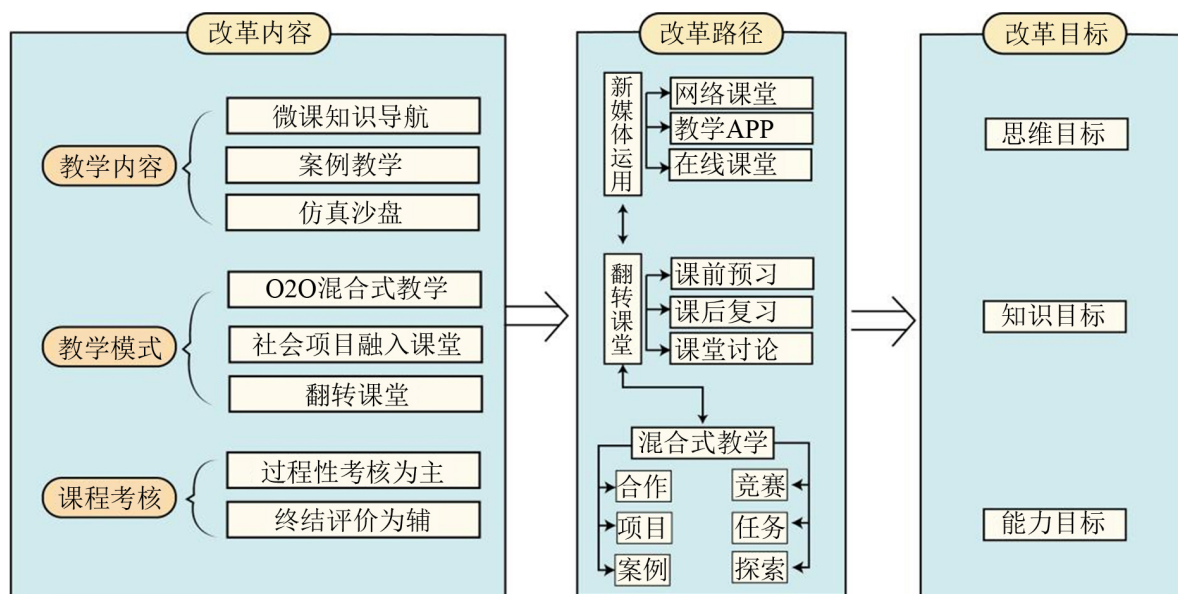 改革内容
教学内容
微课知识导航
案例教学
仿真沙盘
教学模式
O2O混合式教学
社会项目融入课堂
翻转课堂
课程考核
过程性考核为主
终结评价为辅
改革路径
新媒体运用
网络课堂
教学APP
在线课堂
翻转课堂
课前预习
课后复习
课堂讨论
混合式教学
合作
竞赛
项目
任务
案例
探索
改革目标
思维目标
知识目标
能力目标